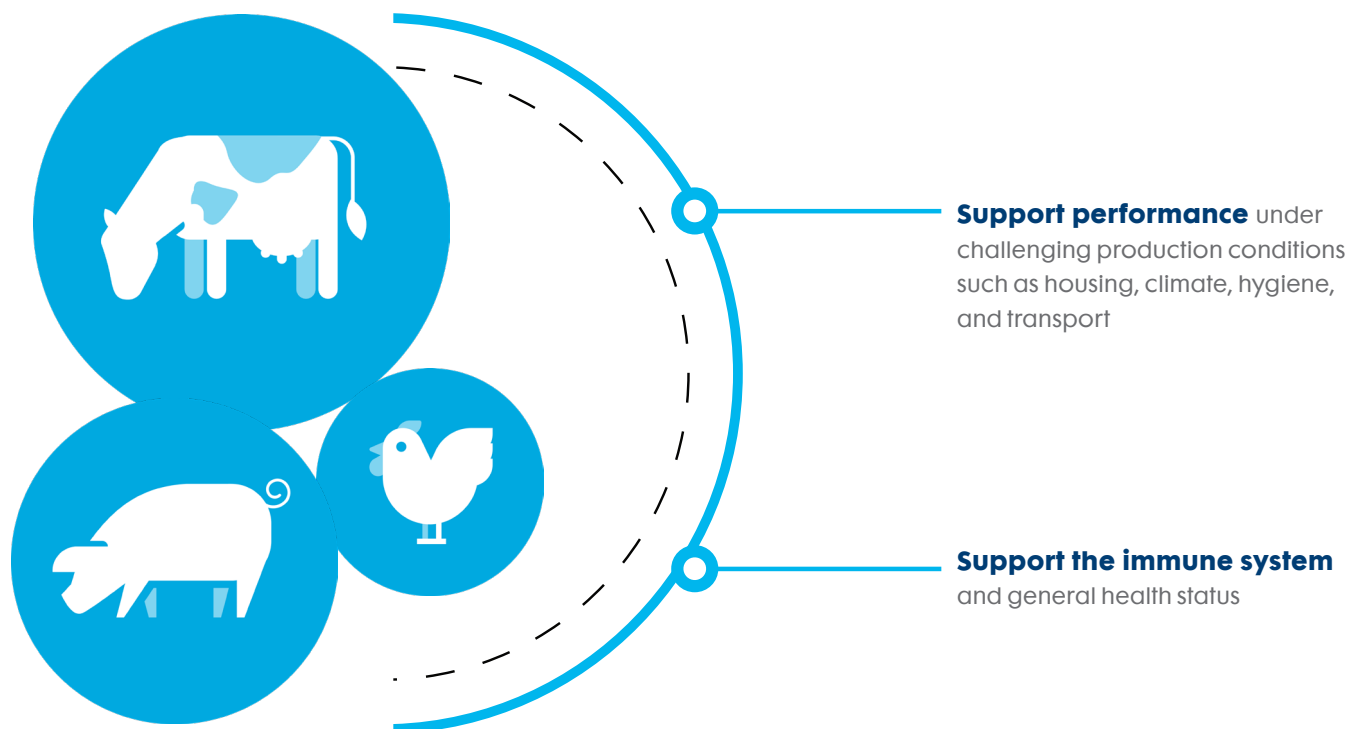 Support performance under
challenging production conditions
such as housing, climate, hygiene,
and transport
Support the immune system
and general health status